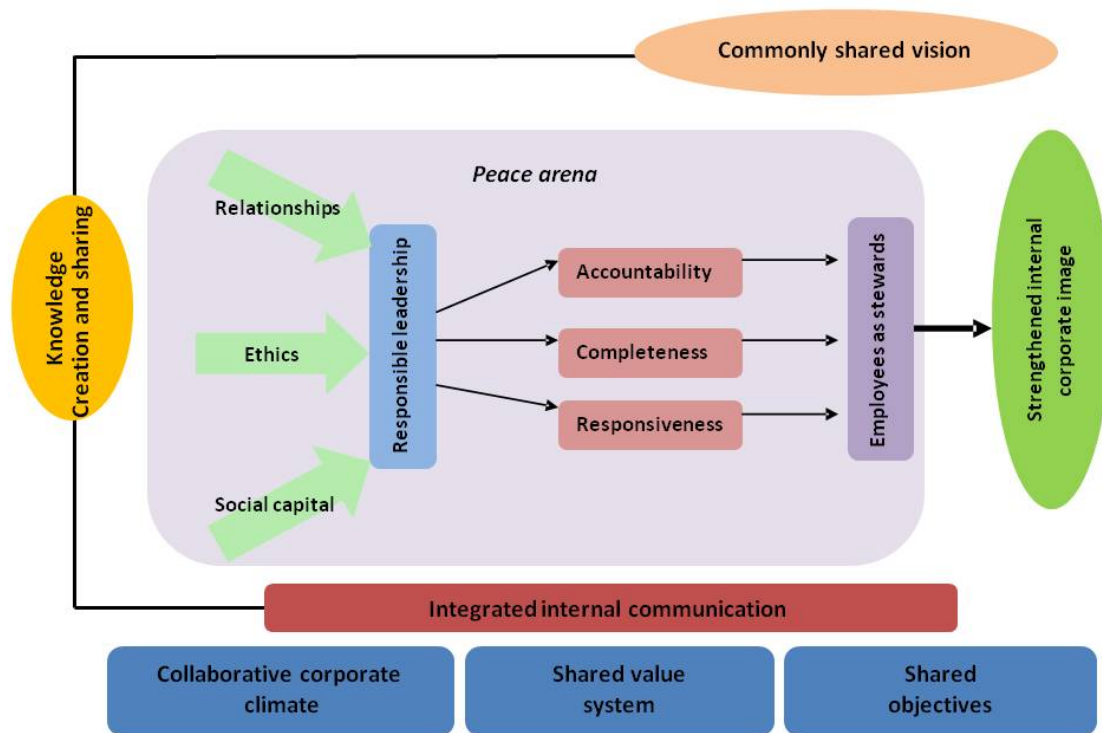 Commonly shared vision
Peace arena
Relationships
Ethics
Social capital
Knowledge
Creation and sharing
Responsible leadership
Accountability
Completeness
Responsiveness
Employees as stewards
Strengthened internal
corporate image
Integrated internal communication
Collaborative corporate
climate
Shared value
system
Shared
objectives